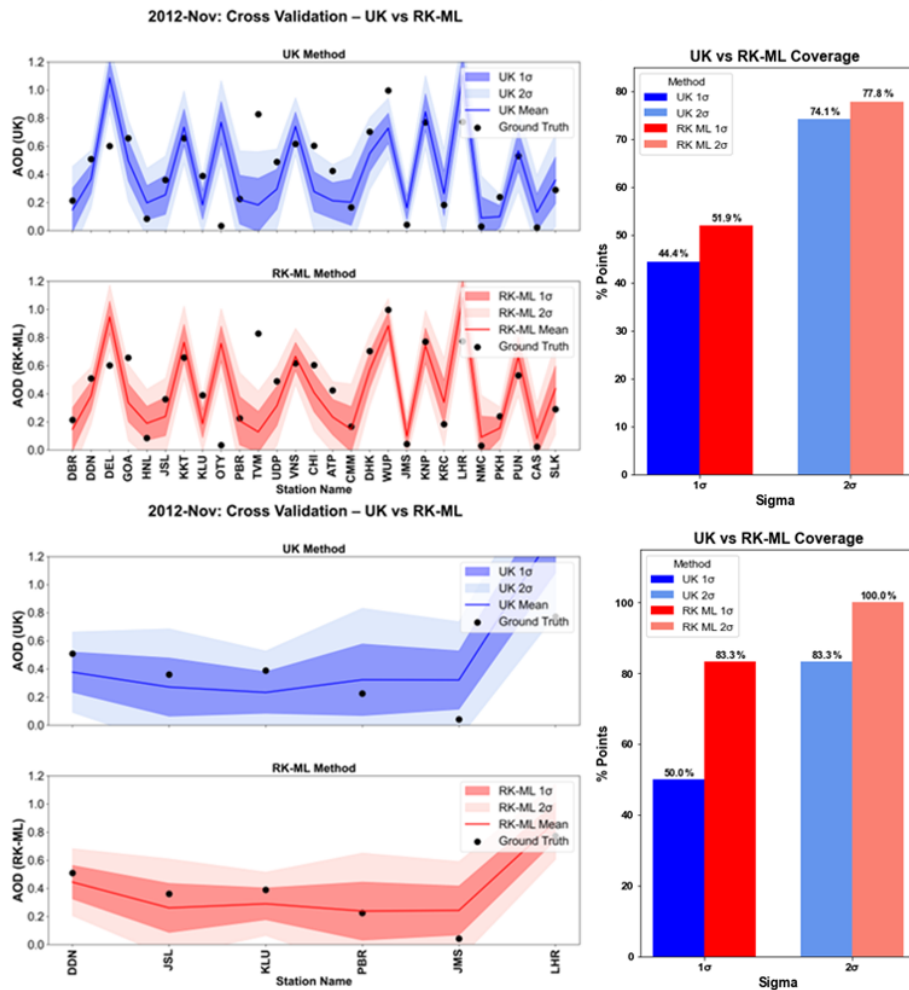 2012-Nov: Cross Validation – UK vs RK-ML
UK Method
AOD (UK)
1.2
1.0
0.8
0.6
0.4
0.2
0.0
UK 1σ
UK 2σ
UK Mean
Ground Truth
RK-ML Method
AOD (RK-ML)
1.2
1.0
0.8
0.6
0.4
0.2
0.0
RK-ML 1σ
RK-ML 2σ
RK-ML Mean
Ground Truth
DBR DDN DEL GOA HNL JSL KKT KLU OTY PBR TVM UDP VNS CHI ATP CMM DHK WUP JMS KNP KRC LHR NMC PKH PUN CAS SLK
Station Name
UK vs RK-ML Coverage
% Points
80
70
60
50
40
30
20
10
0
Method
UK 1σ
UK 2σ
RK ML 1σ
RK ML 2σ
44.4%
51.9%
74.1%
77.8%
1σ
2σ
Sigma
2012-Nov: Cross Validation – UK vs RK-ML
UK Method
AOD (UK)
1.2
1.0
0.8
0.6
0.4
0.2
0.0
UK 1σ
UK 2σ
UK Mean
Ground Truth
RK-ML Method
AOD (RK-ML)
1.2
1.0
0.8
0.6
0.4
0.2
0.0
RK-ML 1σ
RK-ML 2σ
RK-ML Mean
Ground Truth
DDN JSL KLU PBR JMS LHR
Station Name
UK vs RK-ML Coverage
% Points
100
80
60
40
20
0
Method
UK 1σ
UK 2σ
RK ML 1σ
RK ML 2σ
50.0%
83.3%
83.3%
100.0%
1σ
2σ
Sigma